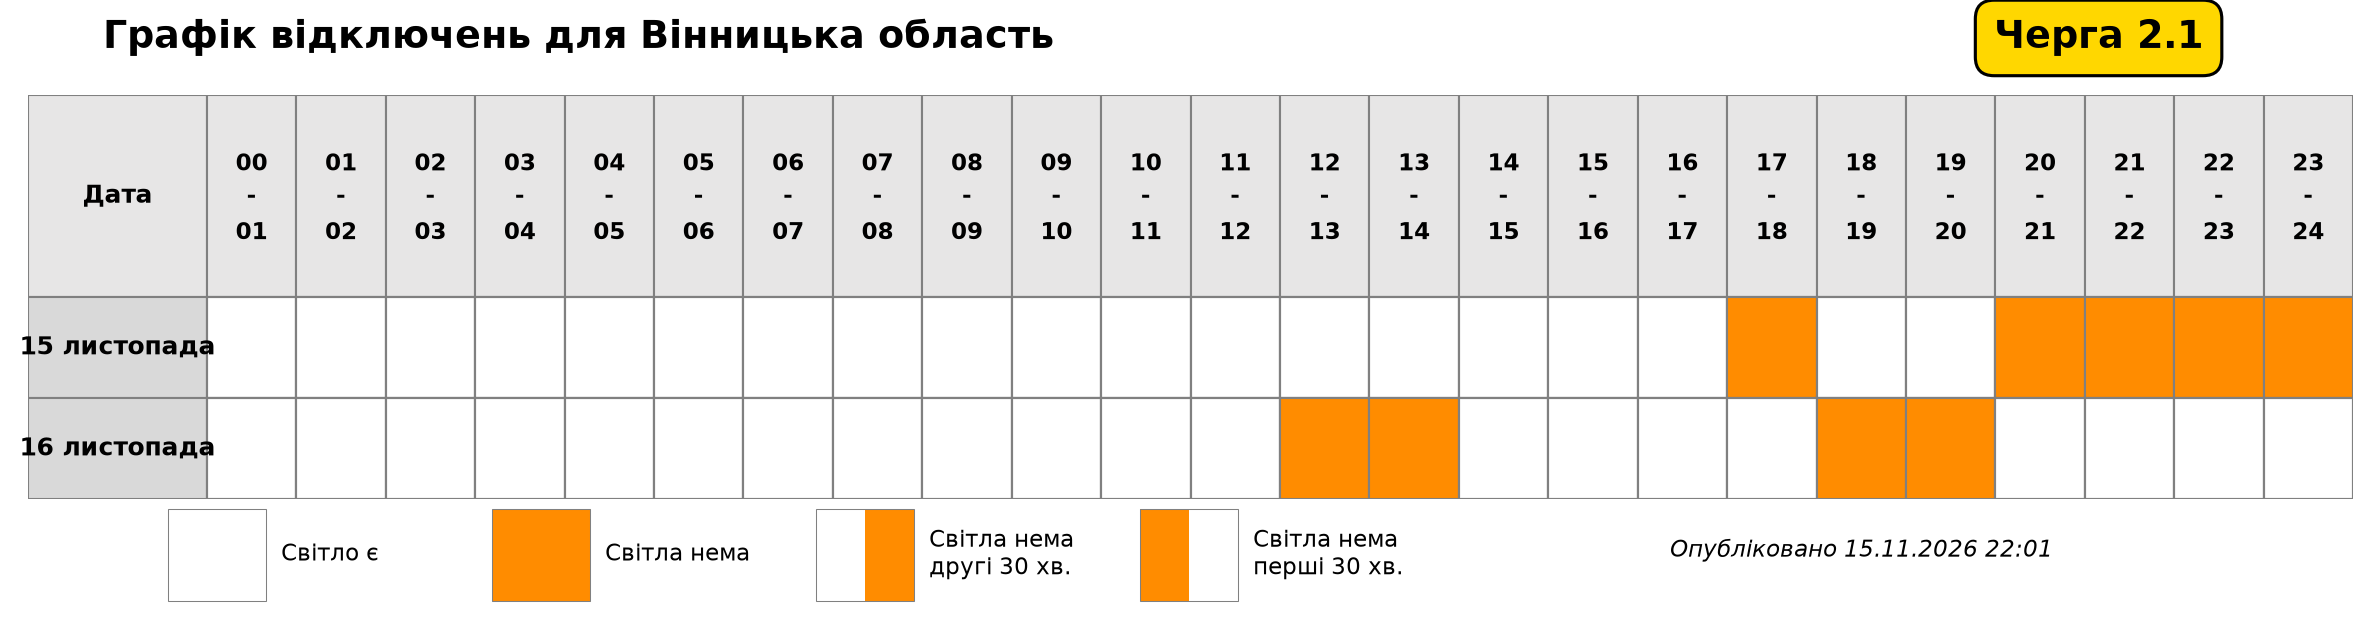 Графік відключень для Вінницька область
Черга 2.1
Дата
00 - 01
01 - 02
02 - 03
03 - 04
04 - 05
05 - 06
06 - 07
07 - 08
08 - 09
09 - 10
10 - 11
11 - 12
12 - 13
13 - 14
14 - 15
15 - 16
16 - 17
17 - 18
18 - 19
19 - 20
20 - 21
21 - 22
22 - 23
23 - 24
15 листопада
16 листопада
Світло є
Світла нема
Світла нема
другі 30 хв.
Світла нема
перші 30 хв.
Опубліковано 15.11.2026 22:01